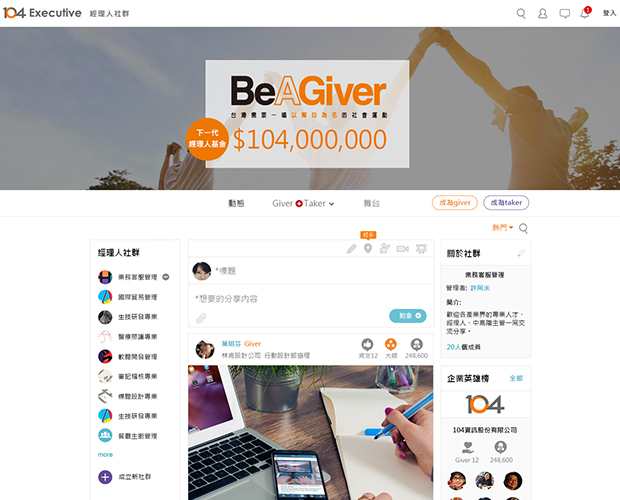 104 Executive 經理人社群
1
登入
BeAGiver
台灣需要一場以幫助為名的社會運動
下一代
經理人基金
$104,000,000
動態
Giver Taker
舞台
成為giver
成為taker
熱門
經理人社群
業務客服管理
國際貿易管理
生技研發專業
醫療照護專業
軟體開發管理
筆記稽核專業
媒體設計專業
生技研發專業
餐廳主廚管理
more
成立新社群
打卡
*標題
*想要的分享內容
對象
葉明芬 Giver
林肯設計公司 行動設計部協理
肯定12
大師
248,600
關於社群
業務客服管理
管理者: 許阿米
簡介:
歡迎各產業界的專業人才、
經理人、中高階主管一同交
流分享。
20人個成員
企業英雄榜
全部
104
104資訊股份有限公司
Giver 12
248,600